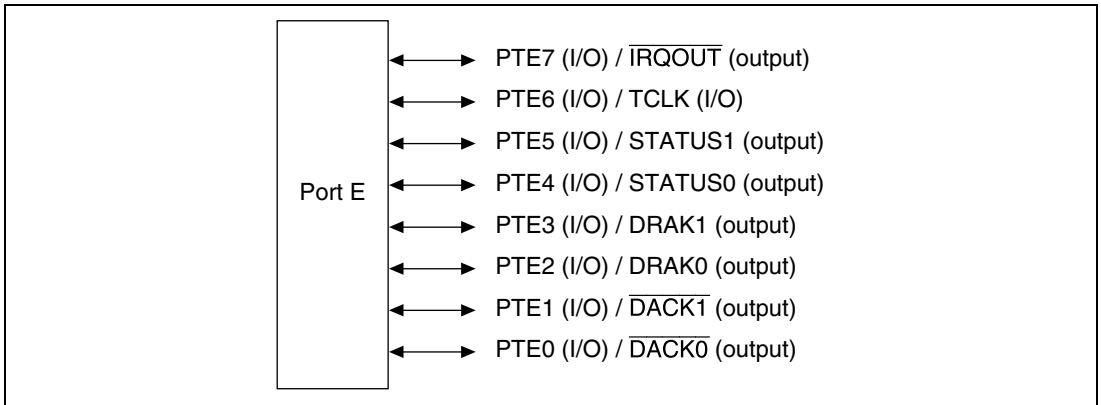 Port E
PTE7 (I/O) / IRQOUT (output)
PTE6 (I/O) / TCLK (I/O)
PTE5 (I/O) / STATUS1 (output)
PTE4 (I/O) / STATUS0 (output)
PTE3 (I/O) / DRAK1 (output)
PTE2 (I/O) / DRAK0 (output)
PTE1 (I/O) / DACK1 (output)
PTE0 (I/O) / DACK0 (output)